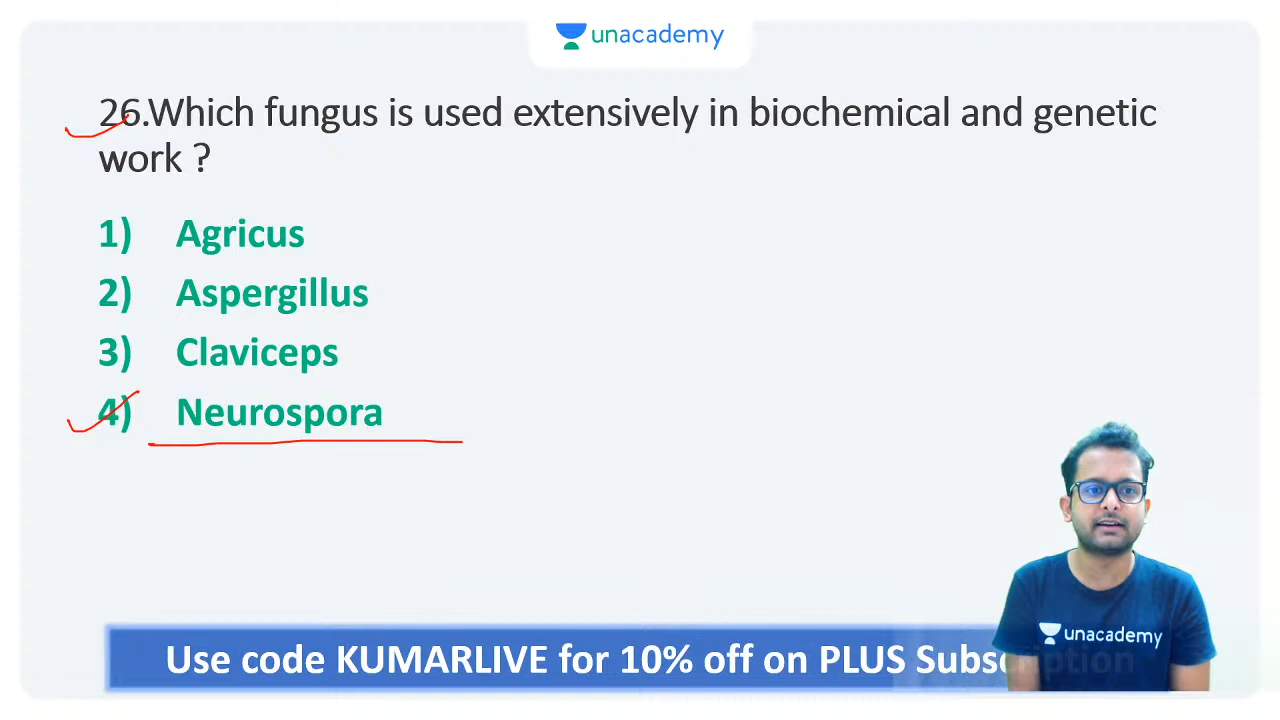 unacademy
26.Which fungus is used extensively in biochemical and genetic
work ?
1) Agricus
2) Aspergillus
3) Claviceps
4) Neurospora
unacademy
Use code KUMARLIVE for 10% off on PLUS Subscription